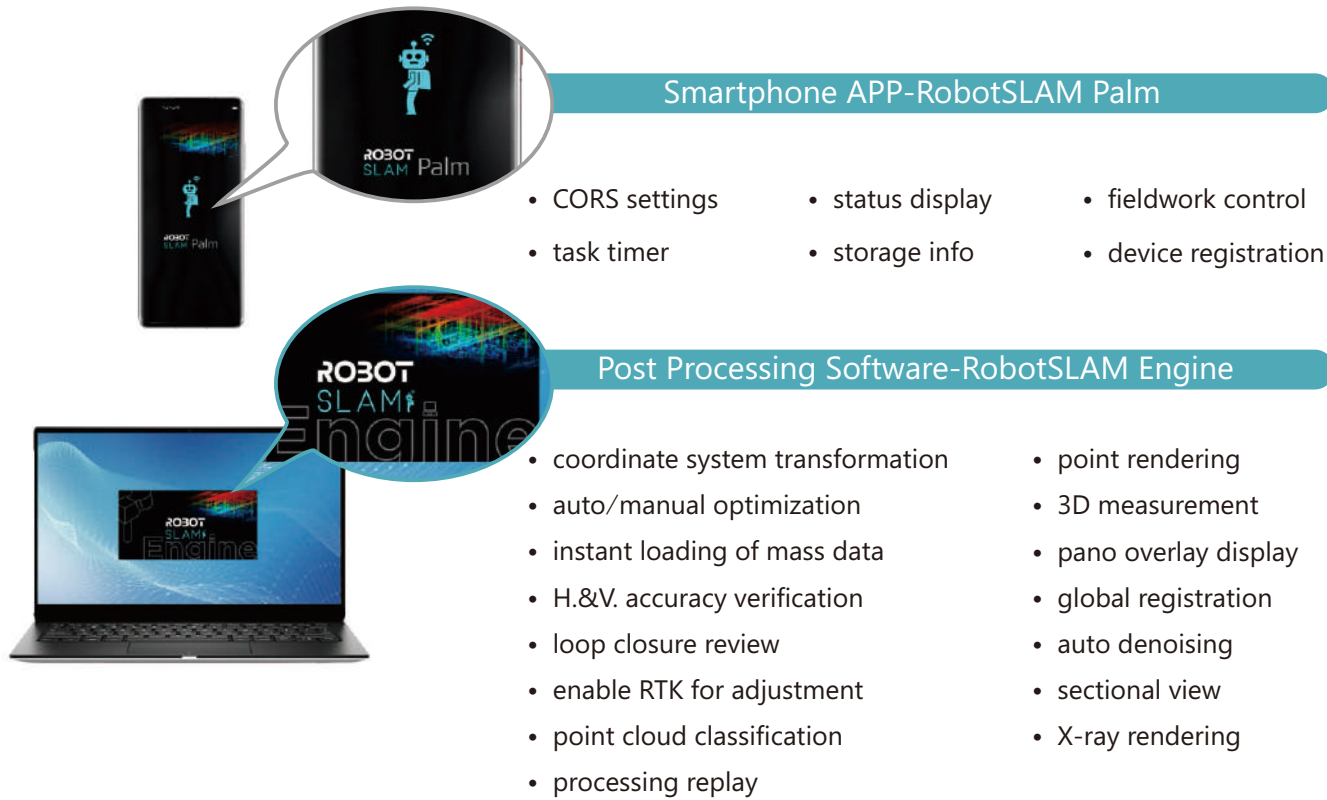 ROBOT
SLAM Palm
Smartphone APP-RobotSLAM Palm
ROBOT
SLAM Palm
• CORS settings
• status display
• fieldwork control
• task timer
• storage info
• device registration
ROBOT
SLAM
Engine
Post Processing Software-RobotSLAM Engine
ROBOT
SLAM
Engine
• coordinate system transformation
• point rendering
• auto/manual optimization
• 3D measurement
• instant loading of mass data
• pano overlay display
• H.&V. accuracy verification
• global registration
• loop closure review
• auto denoising
• enable RTK for adjustment
• sectional view
• point cloud classification
• X-ray rendering
• processing replay